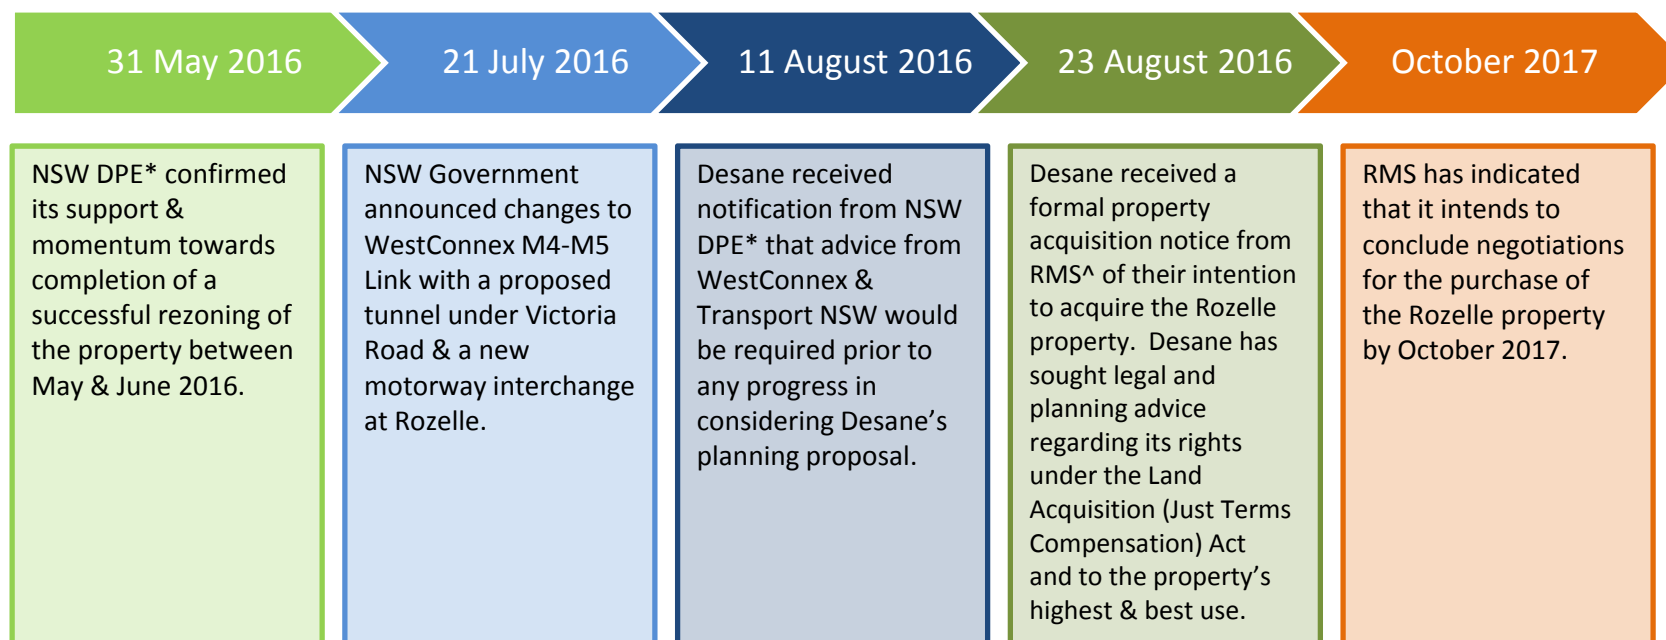 31 May 2016
21 July 2016
11 August 2016
23 August 2016
October 2017
NSW DPE* confirmed
its support &
momentum towards
completion of a
successful rezoning of
the property between
May & June 2016.
NSW Government
announced changes to
WestConnex M4-M5
Link with a proposed
tunnel under Victoria
Road & a new
motorway interchange
at Rozelle.
Desane received
notification from NSW
DPE* that advice from
WestConnex &
Transport NSW would
be required prior to
any progress in
considering Desane’s
planning proposal.
Desane received a
formal property
acquisition notice from
RMS^ of their intention
to acquire the Rozelle
property.  Desane has
sought legal and
planning advice
regarding its rights
under the Land
Acquisition (Just Terms
Compensation) Act
and to the property’s
highest & best use.
RMS has indicated
that it intends to
conclude negotiations
for the purchase of
the Rozelle property
by October 2017.